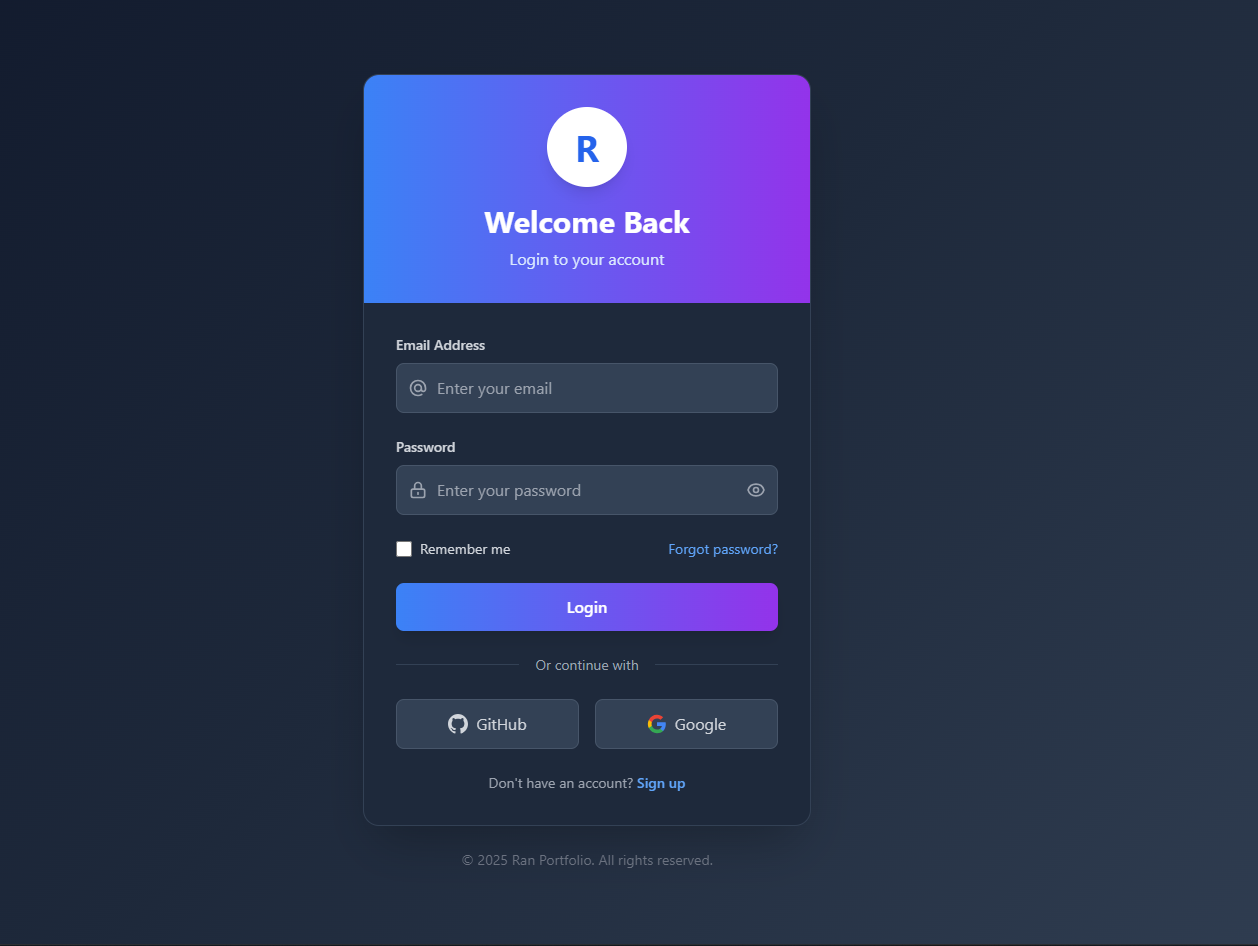 R
Welcome Back
Login to your account
Email Address
Enter your email
Password
Enter your password
Remember me Forgot password?
Login
Or continue with
GitHub Google
Don't have an account? Sign up
© 2025 Ran Portfolio. All rights reserved.